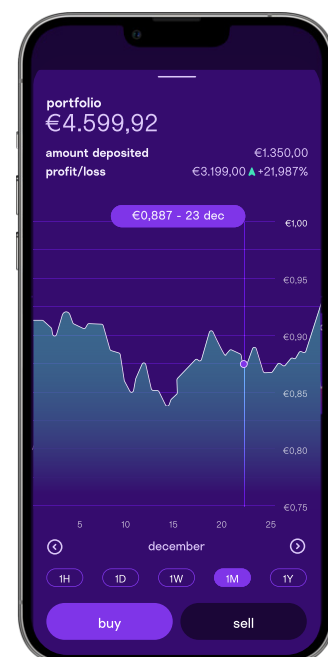 portfolio
€4.599,92
amount deposited €1.350,00
profit/loss €3.199,00 ▲ +21,987%
€0,887 - 23 dec
€1,00
€0,95
€0,90
€0,85
€0,80
€0,75
5 10 15 20 25
december
1H 1D 1W 1M 1Y
buy sell